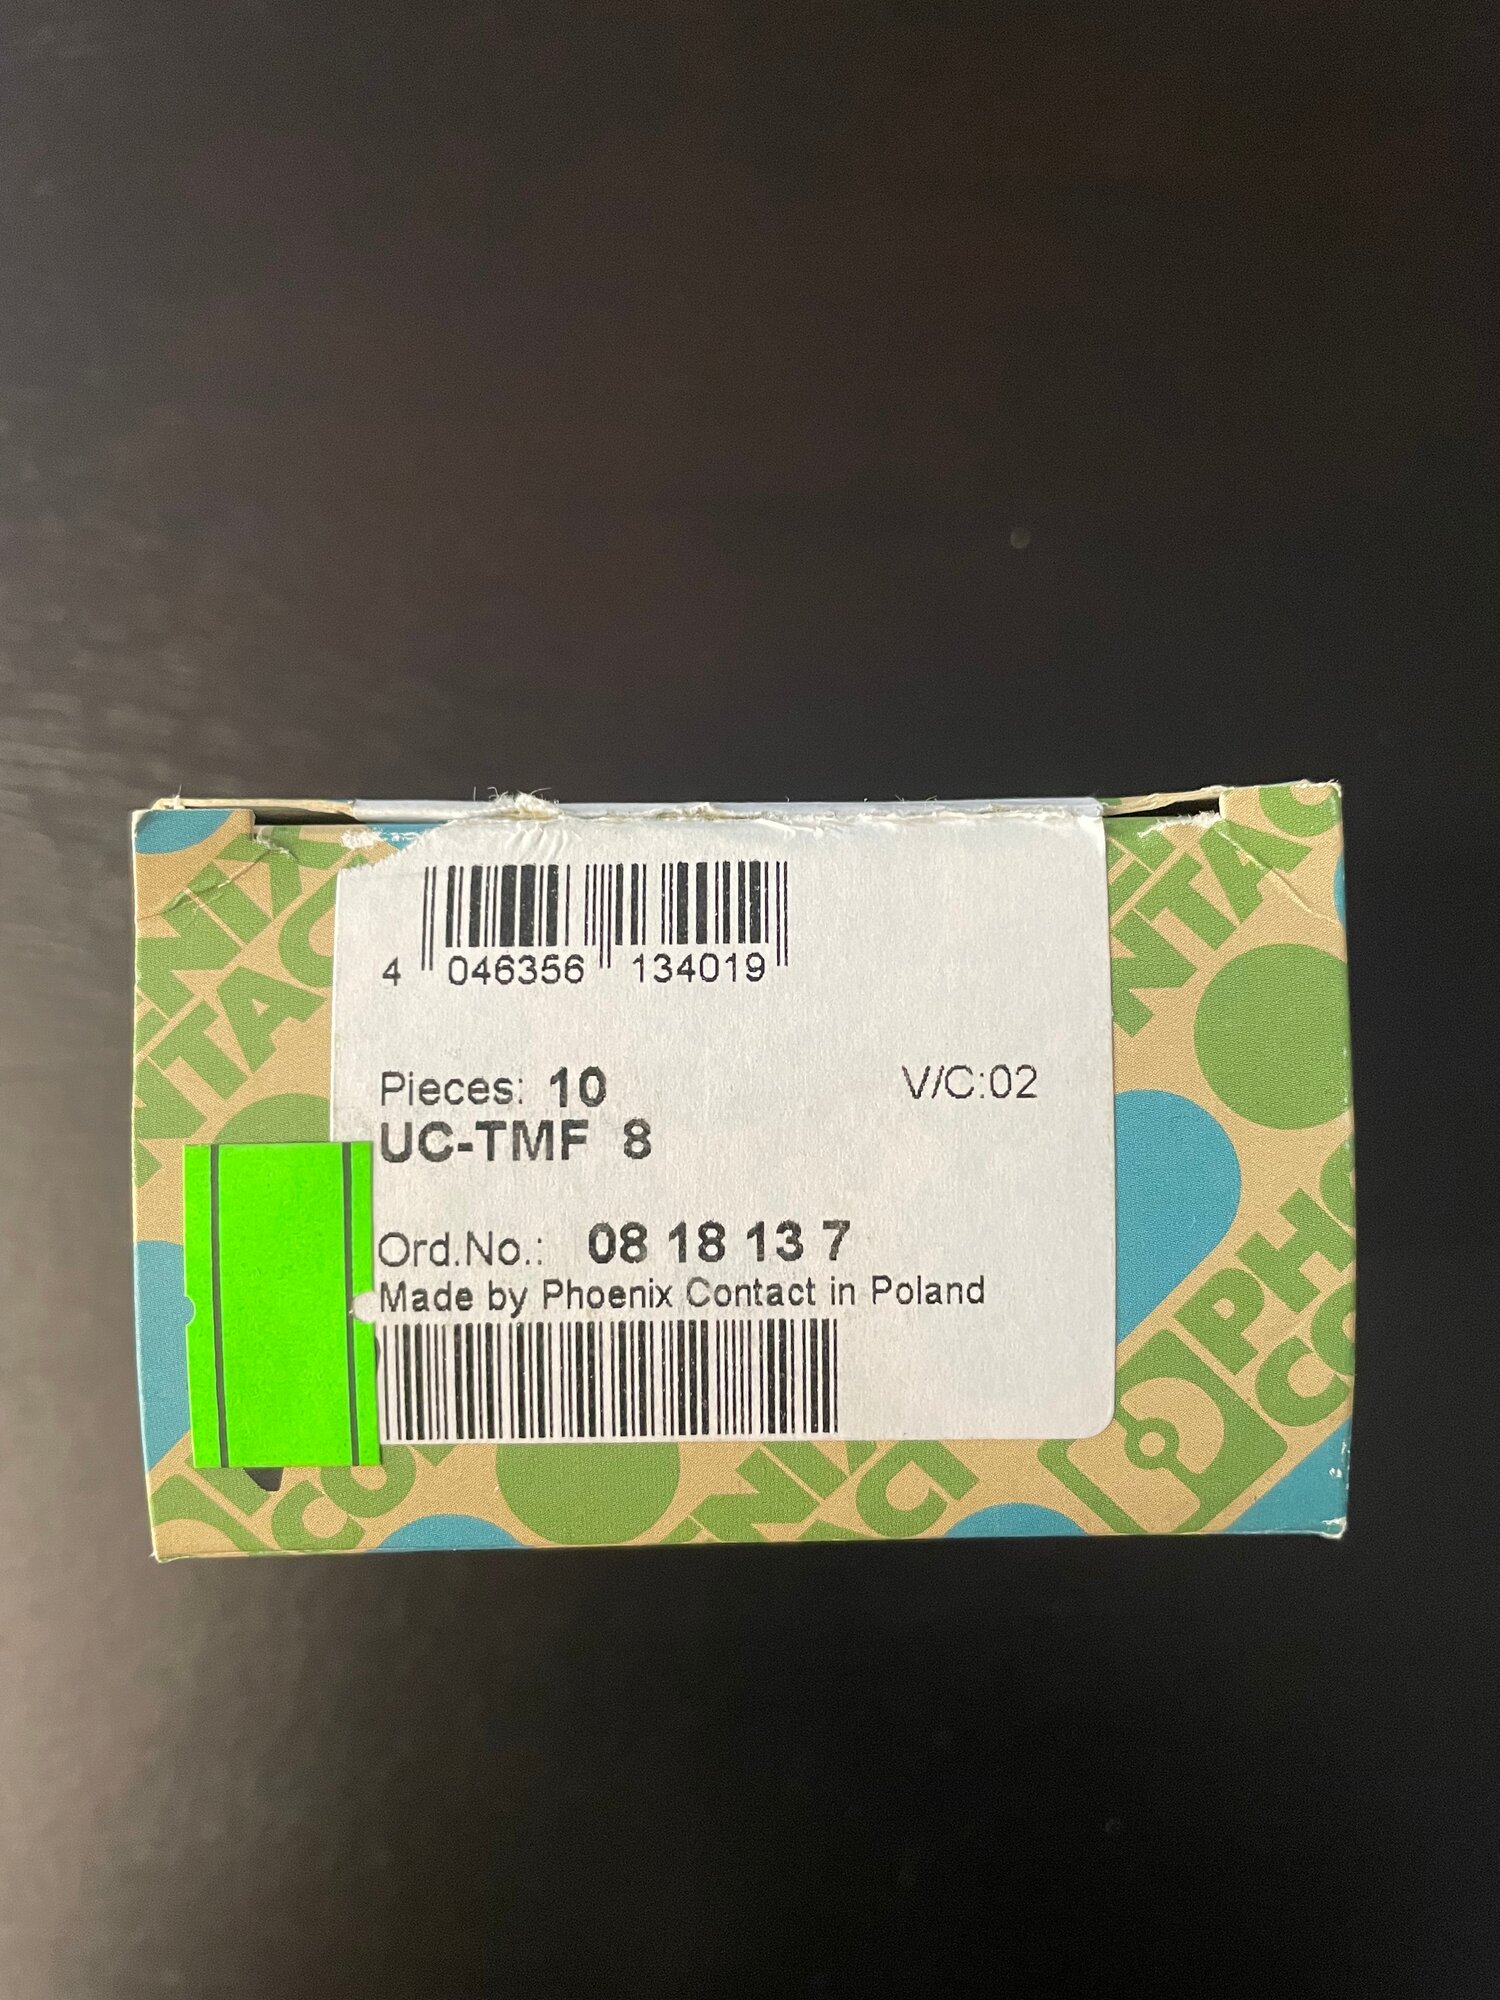 4 046356 134019
Pieces: 10 V/C:02
UC-TMF 8
Ord.No.: 08 18 13 7
Made by Phoenix Contact in Poland